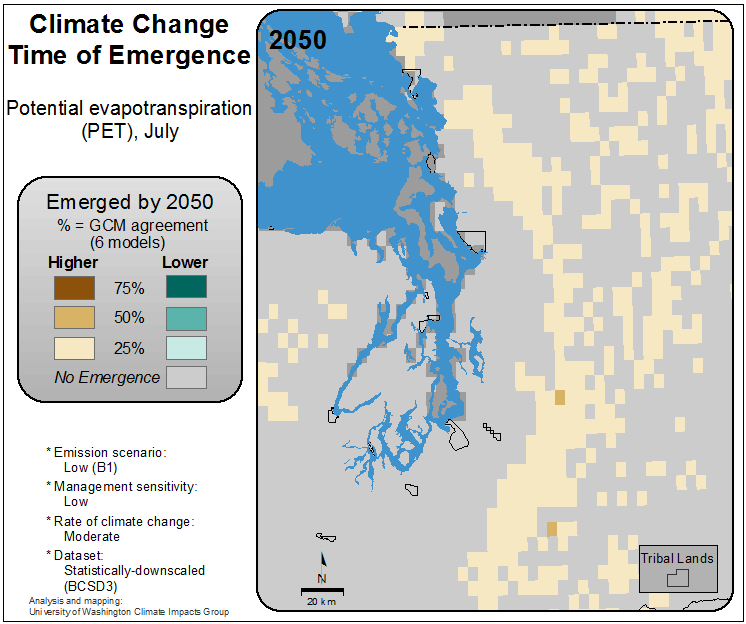 Climate Change
Time of Emergence
Potential evapotranspiration
(PET), July
Emerged by 2050
% = GCM agreement
(6 models)
Higher Lower
75%
50%
25%
No Emergence
* Emission scenario:
Low (B1)
* Management sensitivity:
Low
* Rate of climate change:
Moderate
* Dataset:
Statistically-downscaled
(BCSD3)
Analysis and mapping:
University of Washington Climate Impacts Group
2050
N
20 km
Tribal Lands